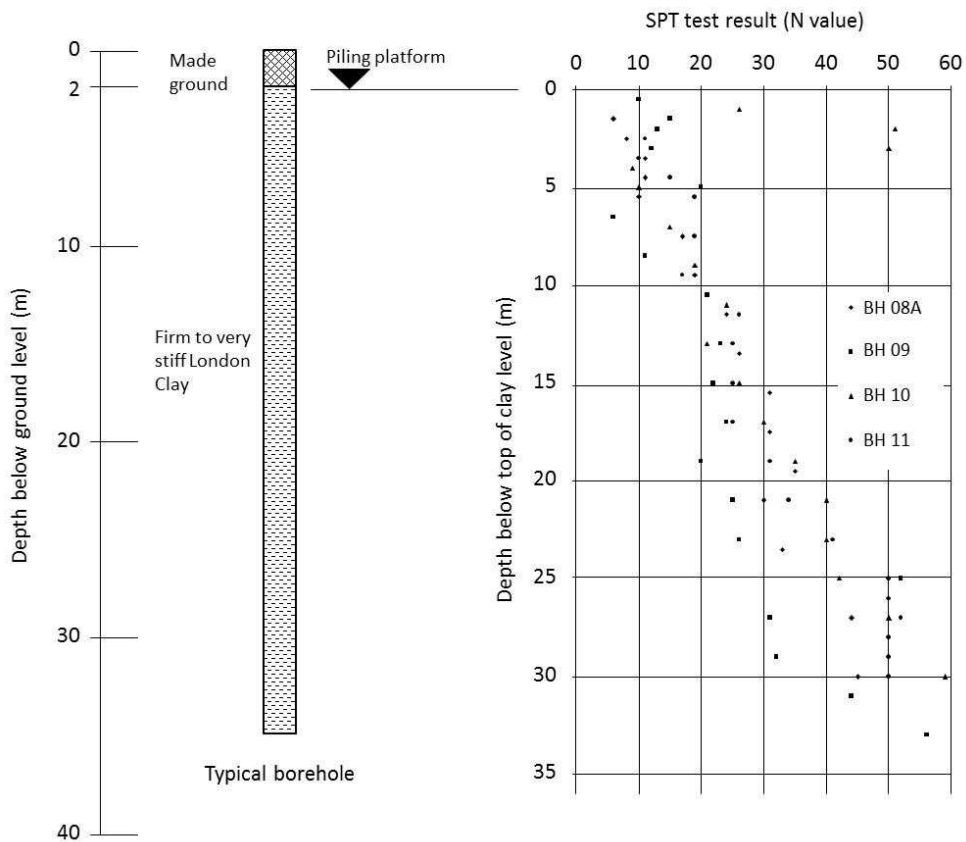 SPT test result (N value)
0 10 20 30 40 50 60
0
2
10
20
30
40
Depth below ground level (m)
Made
ground
Piling platform
Firm to very
stiff London
Clay
Typical borehole
0
5
10
15
20
25
30
35
Depth below top of clay level (m)
BH 08A
BH 09
BH 10
BH 11